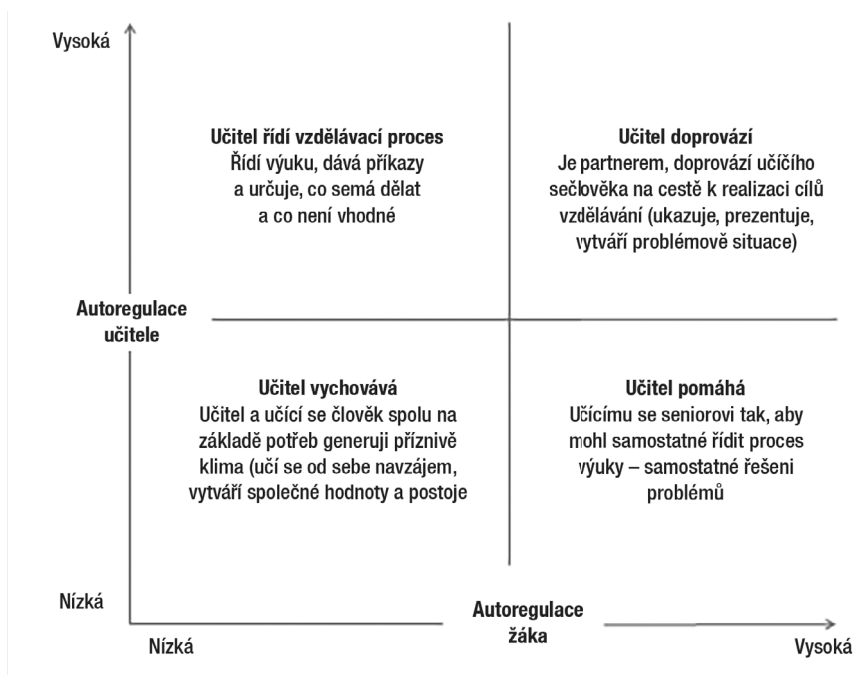 Vysoká
Učitel řídí vzdělávací proces
Řídí výuku, dává příkazy
a určuje, co semá dělat
a co není vhodné
Učitel doprovází
Je partnerem, doprovází učíčího
sečlověka na cestě k realizaci cílů
vzdělávání (ukazuje, prezentuje,
vytváří problémově situace)
Autoregulace
učitele
Učitel vychovává
Učitel a učící se člověk spolu na
základě potřeb generuji příznivě
klima (učí se od sebe navzájem,
vytváří společné hodnoty a postoje
Učitel pomáhá
Učícímu se seniorovi tak, aby
mohl samostatné řídit proces
výuky – samostatné řešeni
problémů
Nízká
Nízká
Autoregulace
žáka
Vysoká